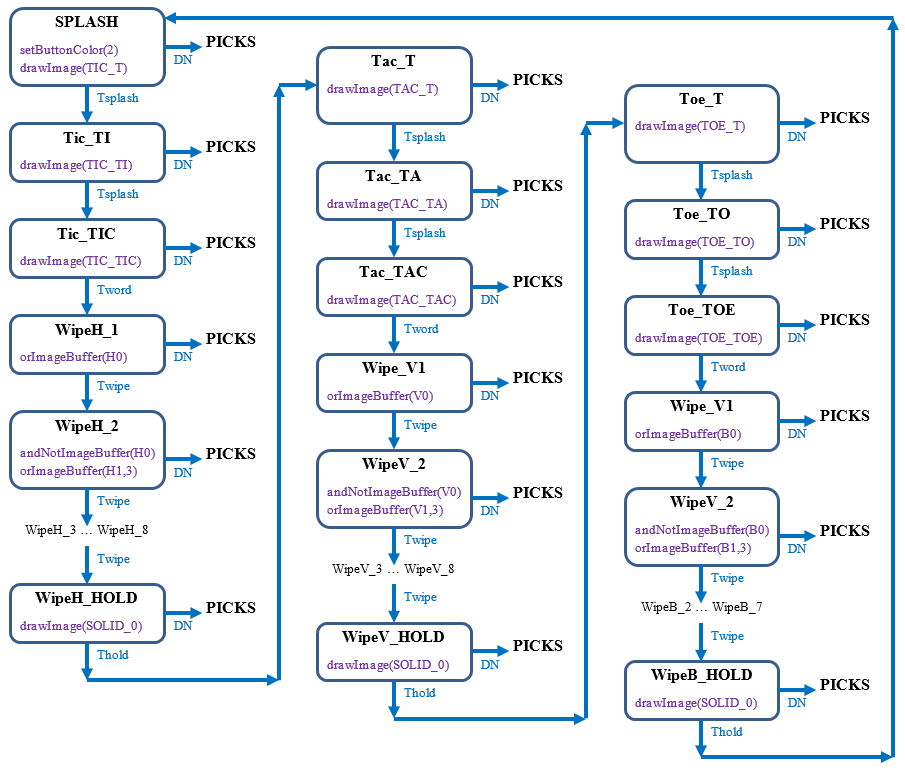 SPLASH
setButtonColor(2)
drawImage(TIC_T)
PICKS
DN
Tsplash
Tic_TI
drawImage(TIC_TI)
PICKS
DN
Tsplash
Tic_TIC
drawImage(TIC_TIC)
PICKS
DN
Tword
WipeH_1
orImageBuffer(H0)
PICKS
DN
Twipe
WipeH_2
andNotImageBuffer(H0)
orImageBuffer(H1,3)
PICKS
DN
Twipe
WipeH_3 ... WipeH_8
Twipe
WipeH_HOLD
drawImage(SOLID_0)
PICKS
DN
Thold
Tac_T
drawImage(TAC_T)
PICKS
DN
Tsplash
Tac_TA
drawImage(TAC_TA)
PICKS
DN
Tsplash
Tac_TAC
drawImage(TAC_TAC)
PICKS
DN
Tword
Wipe_V1
orImageBuffer(V0)
PICKS
DN
Twipe
WipeV_2
andNotImageBuffer(V0)
orImageBuffer(V1,3)
PICKS
DN
Twipe
WipeV_3 ... WipeV_8
Twipe
WipeV_HOLD
drawImage(SOLID_0)
PICKS
DN
Thold
Toe_T
drawImage(TOE_T)
PICKS
DN
Tsplash
Toe_TO
drawImage(TOE_TO)
PICKS
DN
Tsplash
Toe_TOE
drawImage(TOE_TOE)
PICKS
DN
Tword
Wipe_V1
orImageBuffer(B0)
PICKS
DN
Twipe
WipeV_2
andNotImageBuffer(B0)
orImageBuffer(B1,3)
PICKS
DN
Twipe
WipeB_2 ... WipeB_7
Twipe
WipeB_HOLD
drawImage(SOLID_0)
PICKS
DN
Thold